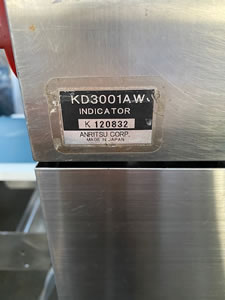 KD3001AW
INDICATOR
K 120832
ANRITSU CORP.
MADE IN JAPAN